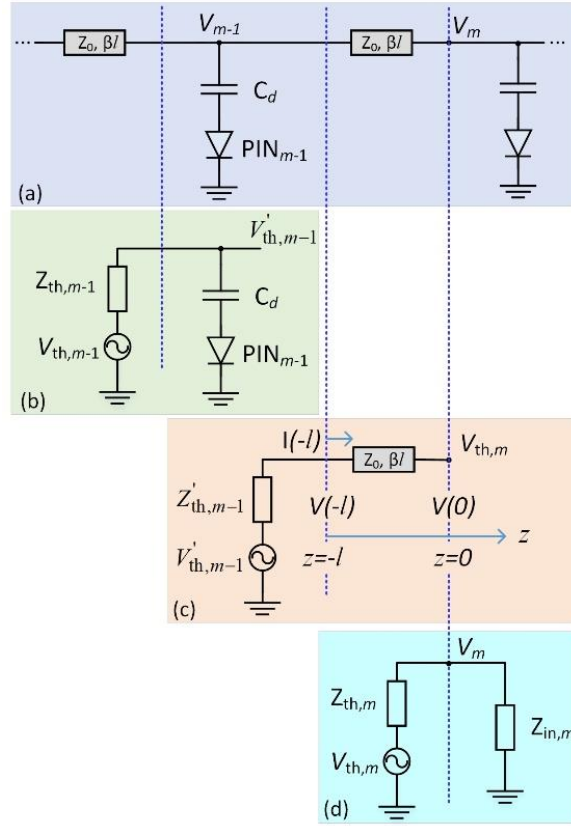 V_{m-1} V_m
··· Z₀, βl Z₀, βl ···
C_d
PIN_{m-1}
(a)
V'_{th,m-1}
Z_{th,m-1} C_d
V_{th,m-1} PIN_{m-1}
(b)
I(-l) Z₀, βl V_{th,m}
Z'_{th,m-1} V(-l) V(0)
z
V'_{th,m-1} z=-l z=0
(c)
V_m
Z_{th,m} Z_{in,m}
V_{th,m}
(d)